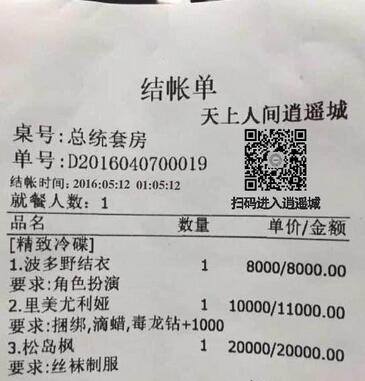 结帐单
天上人间逍遥城
桌号:总统套房
单号:D2016040700019
结帐时间:2016:05:12 01:05:12
就餐人数:1
扫码进入逍遥城
品名 数量 单价/金额
[精致冷碟]
1.波多野结衣 1 8000/8000.00
要求:角色扮演
2.里美尤利娅 1 10000/11000.00
要求:捆绑,滴蜡,毒龙钻+1000
3.松岛枫 1 20000/20000.00
要求:丝袜制服